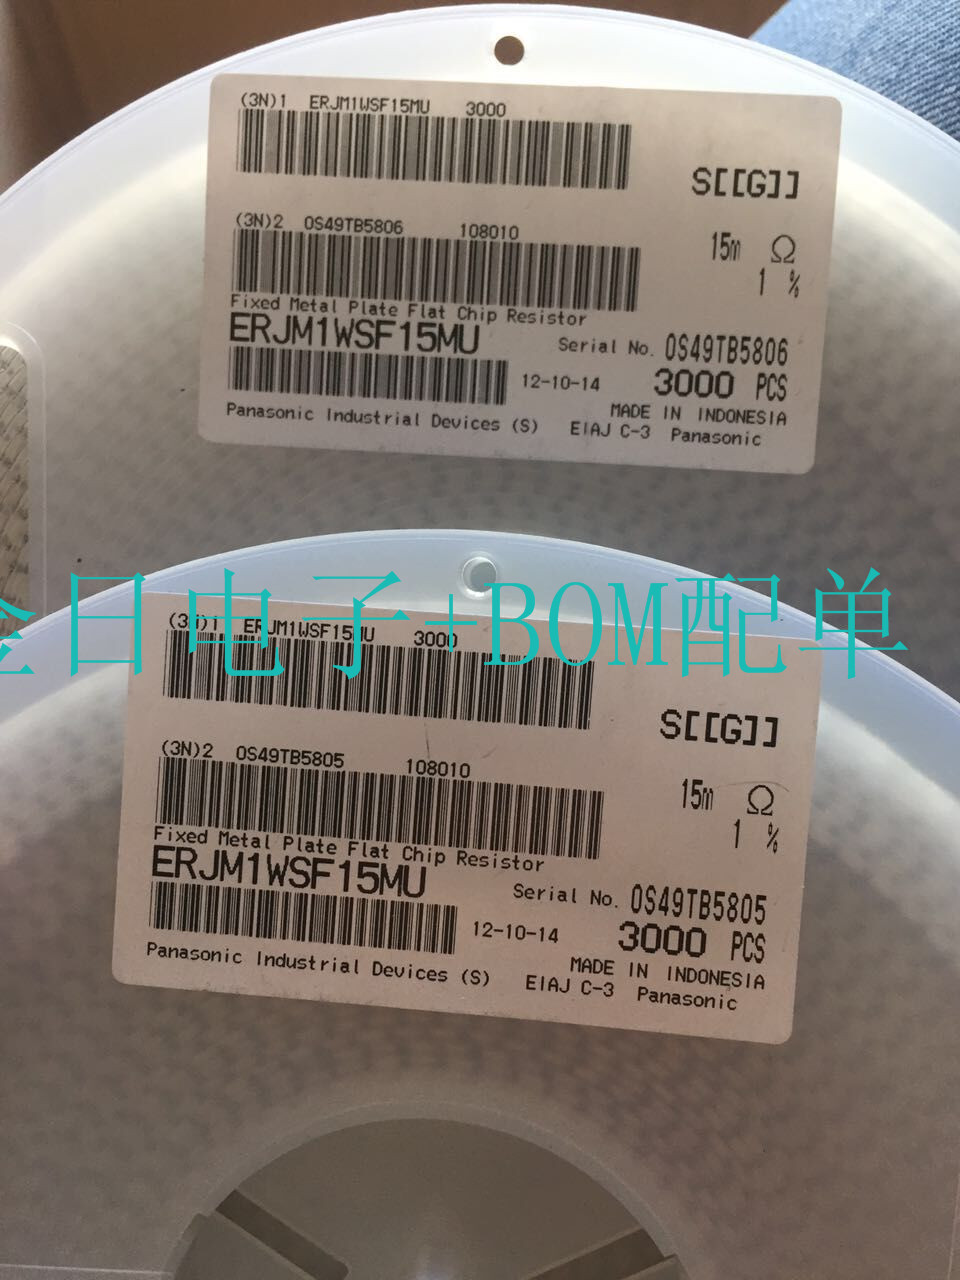 (3N)1 ERJM1WSF15MU 3000
S[[G]]
(3N)2 0S49TB5806 108010
15m Ω
1 %
Fixed Metal Plate Flat Chip Resistor
ERJM1WSF15MU
Serial No. 0S49TB5806
12-10-14 3000 PCS
MADE IN INDONESIA
Panasonic Industrial Devices (S) EIAJ C-3 Panasonic
金日电子+BOM配单
(3N)1 ERJM1WSF15MU 3000
S[[G]]
(3N)2 0S49TB5805 108010
15m Ω
1 %
Fixed Metal Plate Flat Chip Resistor
ERJM1WSF15MU
Serial No. 0S49TB5805
12-10-14 3000 PCS
MADE IN INDONESIA
Panasonic Industrial Devices (S) EIAJ C-3 Panasonic